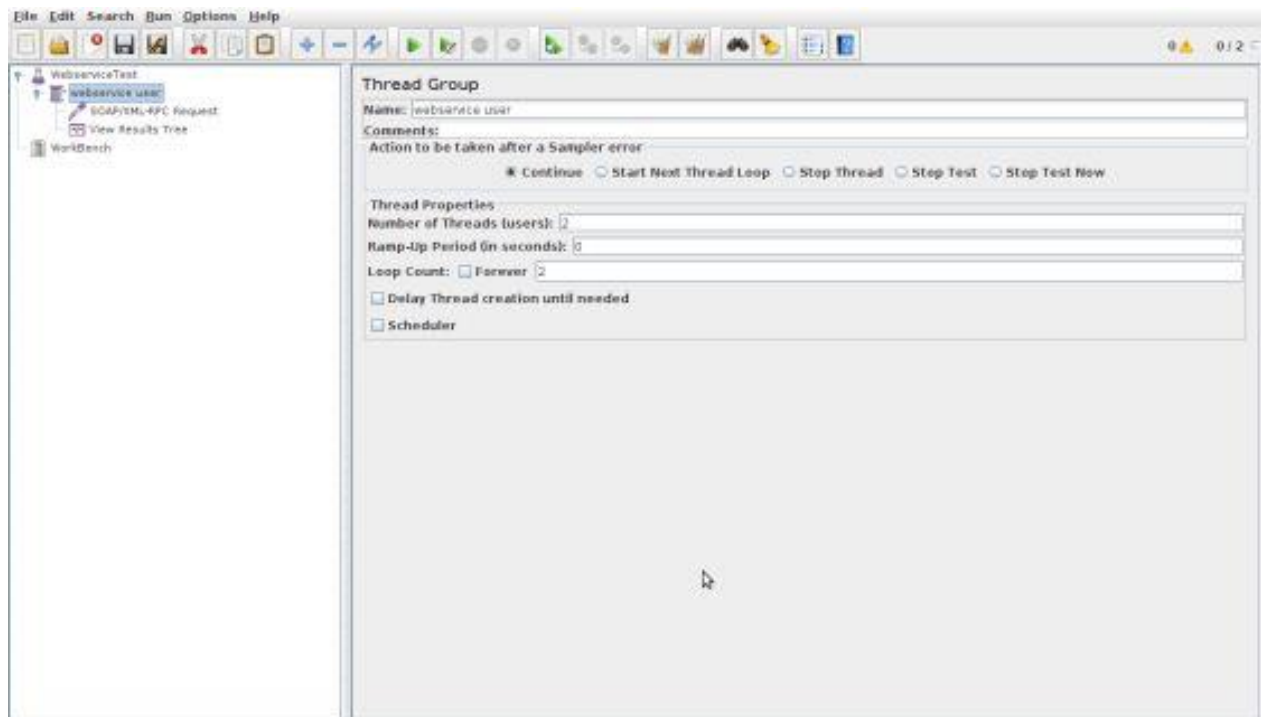 File Edit Search Run Options Help
0 0 / 2
WebserviceTest
webservice user
SOAP/XML-RPC Request
View Results Tree
WorkBench
Thread Group
Name: webservice user
Comments:
Action to be taken after a Sampler error
Continue Start Next Thread Loop Stop Thread Stop Test Stop Test Now
Thread Properties
Number of Threads (users): 2
Ramp-Up Period (in seconds): 0
Loop Count: Forever 2
Delay Thread creation until needed
Scheduler